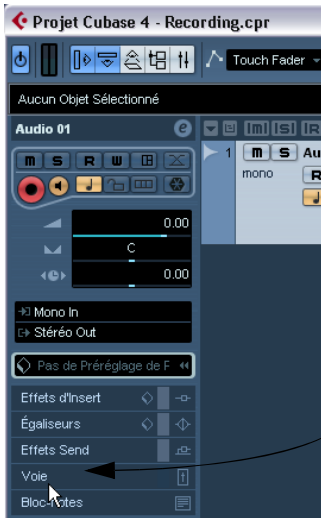 Projet Cubase 4 - Recording.cpr
Touch Fader
Aucun Objet Sélectionné
Audio 01
e
M S R W
0.00
C
0.00
Mono In
Stéréo Out
Pas de Préréglage de F
Effets d'Insert
Égaliseurs
Effets Send
Voie
Bloc-notes
[M] [S] [R
1 M S Au
mono R